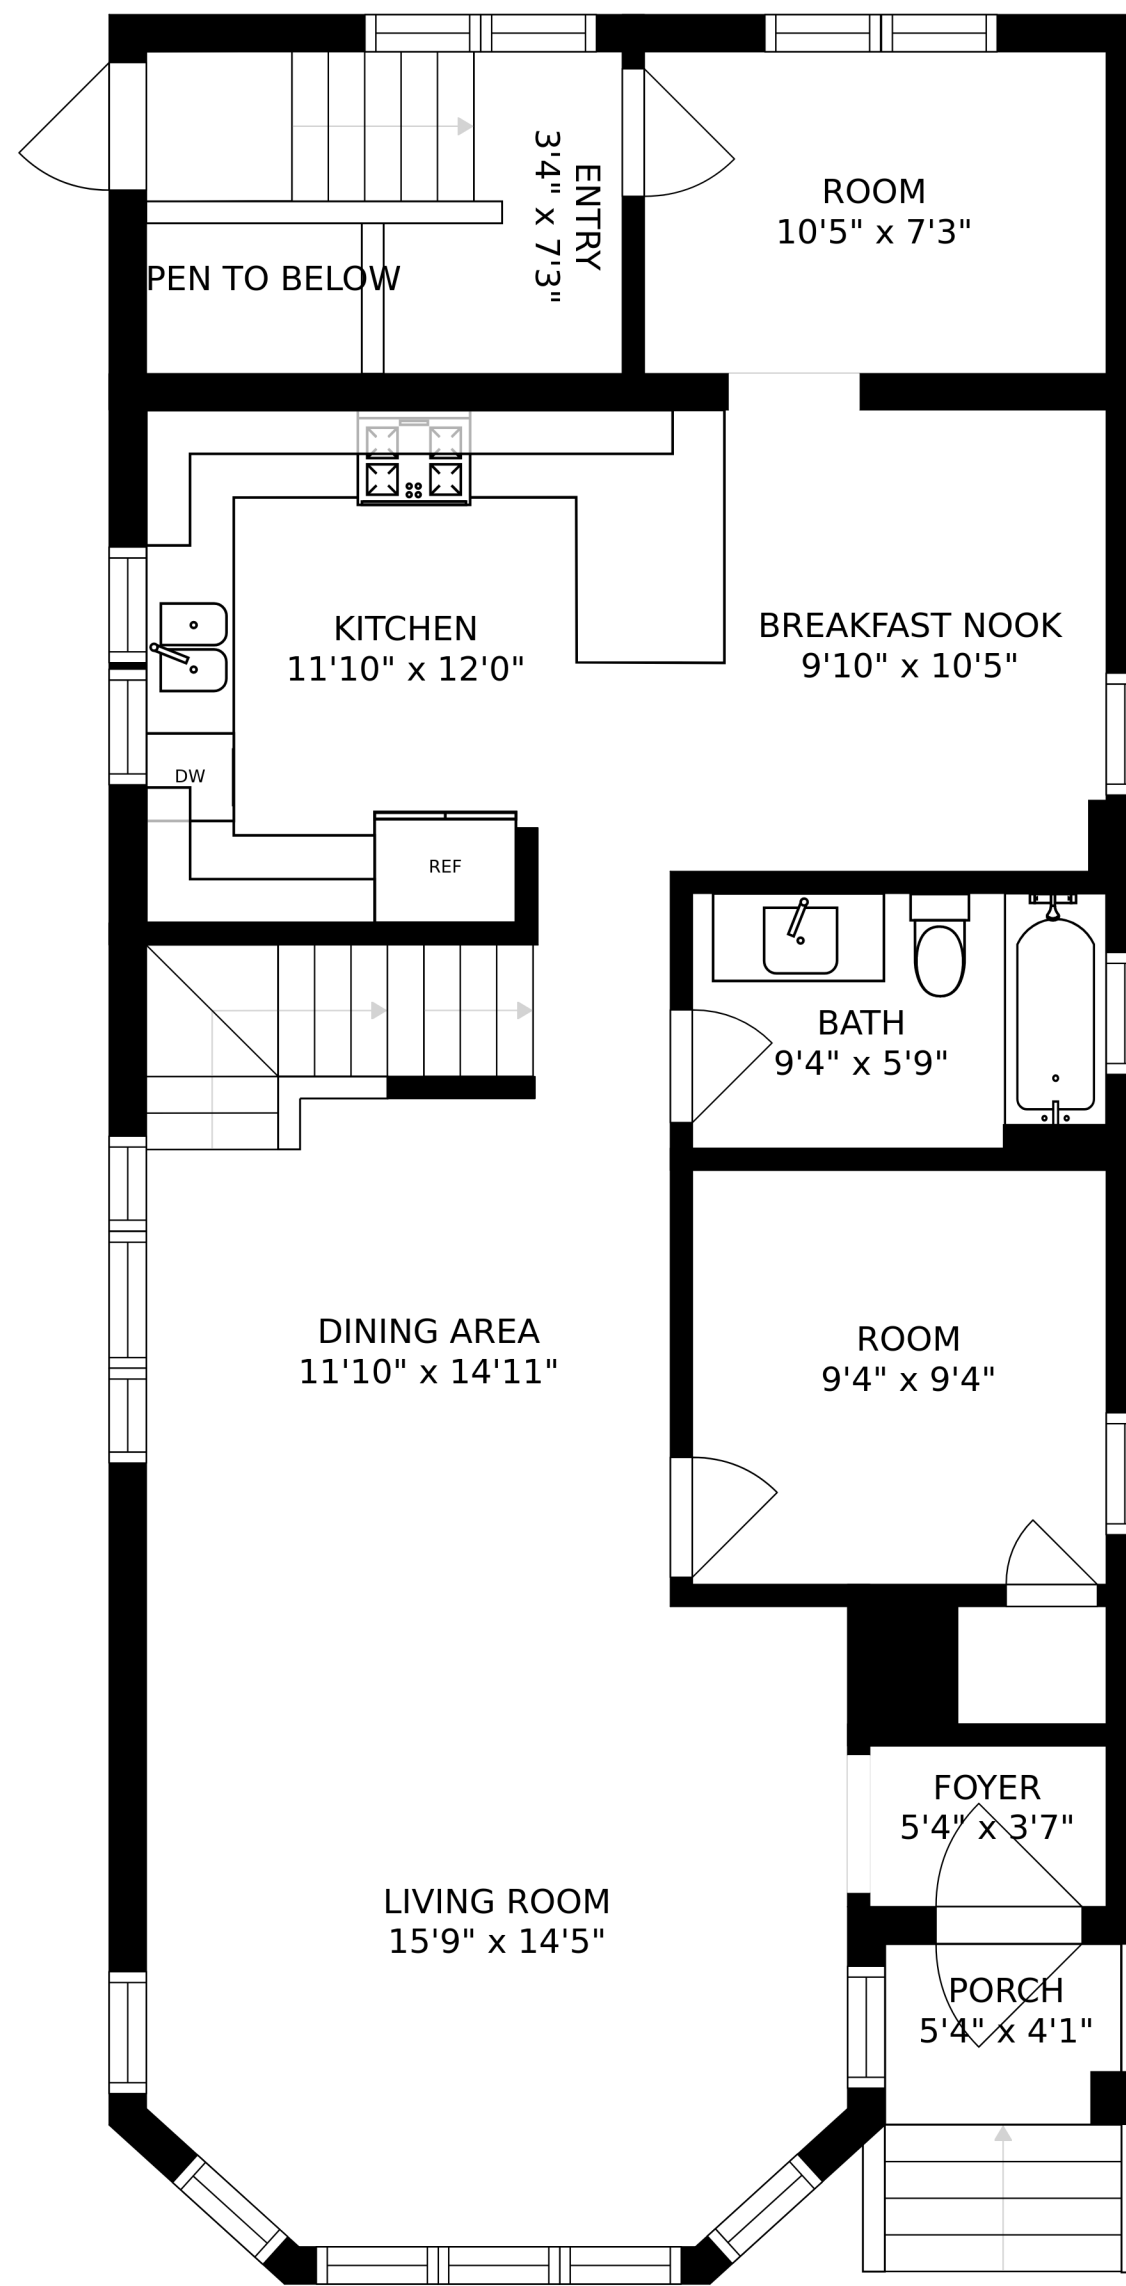 ENTRY
3'4" x 7'3"
ROOM
10'5" x 7'3"
PEN TO BELOW
KITCHEN
11'10" x 12'0"
BREAKFAST NOOK
9'10" x 10'5"
DW
REF
BATH
9'4" x 5'9"
DINING AREA
11'10" x 14'11"
ROOM
9'4" x 9'4"
FOYER
5'4" x 3'7"
LIVING ROOM
15'9" x 14'5"
PORCH
5'4" x 4'1"